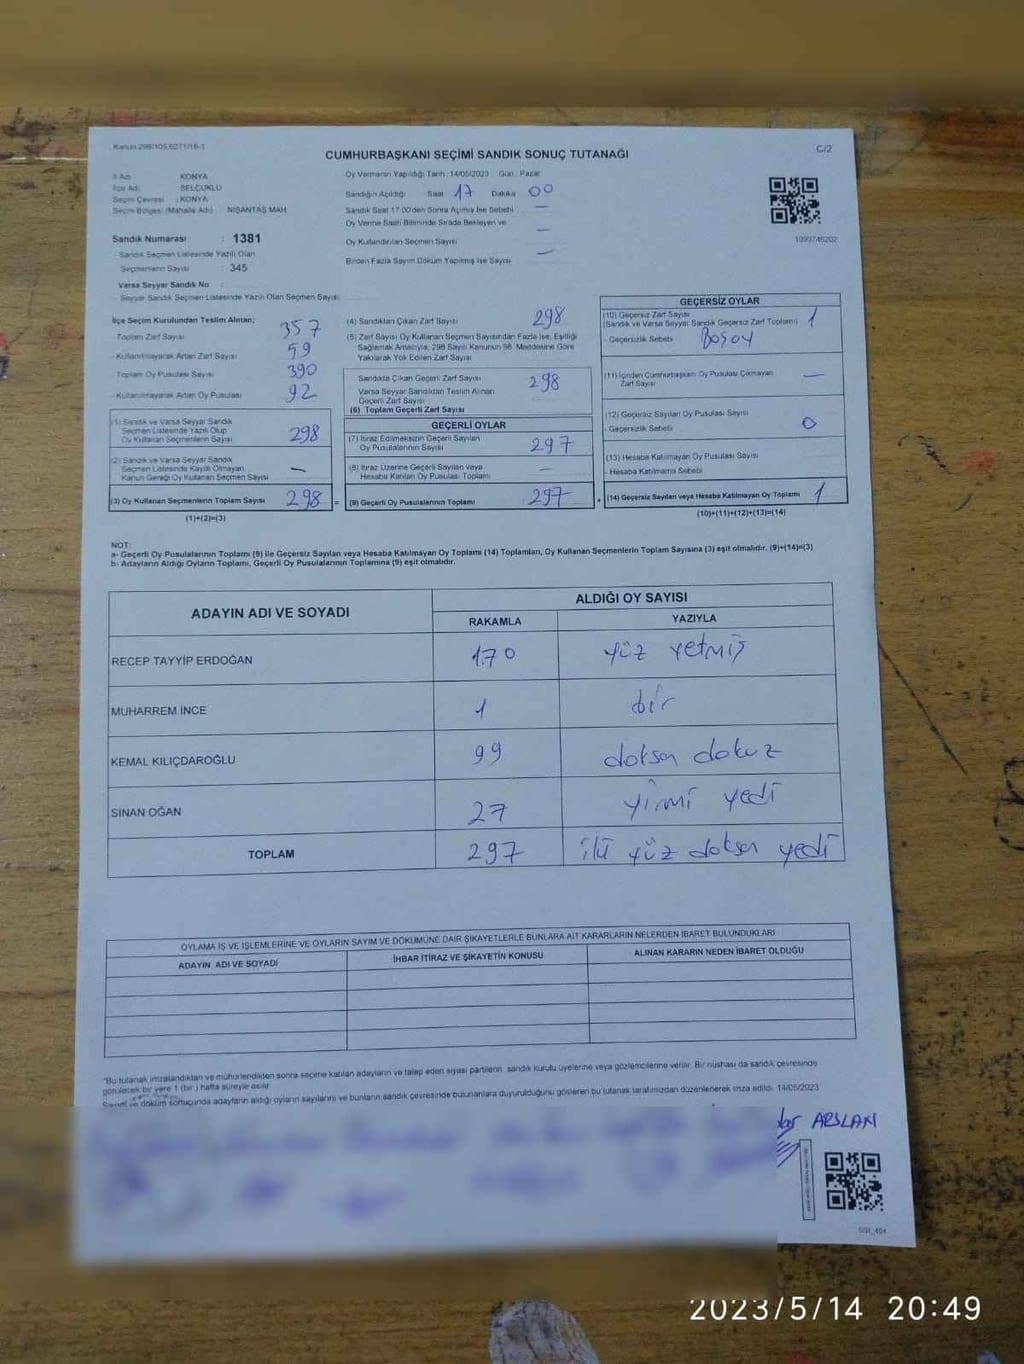 Kanun 298/105,6271/16-1
CUMHURBAŞKANI SEÇİMİ SANDIK SONUÇ TUTANAĞI
C/2
İl Adı : KONYA
İlçe Adı : SELÇUKLU
Seçim Çevresi : KONYA
Seçim Bölgesi (Mahalle Adı) : NİŞANTAŞ MAH.
Sandık Numarası : 1381
- Sandık Seçmen Listesinde Yazılı Olan
Seçmenlerin Sayısı : 345
Varsa Seyyar Sandık No :
- Seyyar Sandık Seçmen Listesinde Yazılı Olan Seçmen Sayısı :
Oy Vermenin Yapıldığı Tarih : 14/05/2023 Gün : Pazar
Sandığın Açıldığı Saat 17 Dakika 00
Sandık Saat 17.00'den Sonra Açılmış İse Sebebi : —
Oy Verme Saati Bitiminde Sırada Bekleyen ve
Oy Kullandırılan Seçmen Sayısı —
Birden Fazla Sayım Döküm Yapılmış İse Sayısı —
1093746202
İlçe Seçim Kurulundan Teslim Alınan;
Toplam Zarf Sayısı 357
- Kullanılmayarak Artan Zarf Sayısı 59
- Toplam Oy Pusulası Sayısı 390
- Kullanılmayarak Artan Oy Pusulası 92
(1) Sandık ve Varsa Seyyar Sandık
Seçmen Listesinde Yazılı Olup
Oy Kullanan Seçmenlerin Sayısı 298
(2) Sandık ve Varsa Seyyar Sandık
Seçmen Listesinde Kayıtlı Olmayan
Kanun Gereği Oy Kullanan Seçmen Sayısı —
(3) Oy Kullanan Seçmenlerin Toplam Sayısı 298 =
(1)+(2)=(3)
(4) Sandıktan Çıkan Zarf Sayısı 298
(5) Zarf Sayısı Oy Kullanan Seçmen Sayısından Fazla İse, Eşitliği
Sağlamak Amacıyla, 298 Sayılı Kanunun 98. Maddesine Göre
Yakılarak Yok Edilen Zarf Sayısı
Sandıkta Çıkan Geçerli Zarf Sayısı 298
Varsa Seyyar Sandıktan Teslim Alınan
Geçerli Zarf Sayısı
(6) Toplam Geçerli Zarf Sayısı
GEÇERLİ OYLAR
(7) İtiraz Edilmeksizin Geçerli Sayılan
Oy Pusulalarının Sayısı 297
(8) İtiraz Üzerine Geçerli Sayılan veya
Hesaba Katılan Oy Pusulası Toplamı —
(9) Geçerli Oy Pusulalarının Toplamı 297 +
GEÇERSİZ OYLAR
(10) Geçersiz Zarf Sayısı
(Sandık ve Varsa Seyyar Sandık Geçersiz Zarf Toplamı) 1
- Geçersizlik Sebebi Boşoy
(11) İçinden Cumhurbaşkanı Oy Pusulası Çıkmayan
Zarf Sayısı —
(12) Geçersiz Sayılan Oy Pusulası Sayısı
- Geçersizlik Sebebi 0
(13) Hesaba Katılmayan Oy Pusulası Sayısı
- Hesaba Katılmama Sebebi
(14) Geçersiz Sayılan veya Hesaba Katılmayan Oy Toplamı 1
(10)+(11)+(12)+(13)=(14)
NOT:
a- Geçerli Oy Pusulalarının Toplamı (9) ile Geçersiz Sayılan veya Hesaba Katılmayan Oy Toplamı (14) Toplamları, Oy Kullanan Seçmenlerin Toplam Sayısına (3) eşit olmalıdır. (9)+(14)=(3)
b- Adayların Aldığı Oyların Toplamı, Geçerli Oy Pusulalarının Toplamına (9) eşit olmalıdır.
ADAYIN ADI VE SOYADI
ALDIĞI OY SAYISI
RAKAMLA YAZIYLA
RECEP TAYYİP ERDOĞAN 170 yüz yetmiş
MUHARREM İNCE 1 bir
KEMAL KILIÇDAROĞLU 99 doksan dokuz
SİNAN OĞAN 27 yirmi yedi
TOPLAM 297 iki yüz doksan yedi
OYLAMA İŞ VE İŞLEMLERİNE VE OYLARIN SAYIM VE DÖKÜMÜNE DAİR ŞİKAYETLERLE BUNLARA AİT KARARLARIN NELERDEN İBARET BULUNDUKLARI
ADAYIN ADI VE SOYADI İHBAR İTİRAZ VE ŞİKAYETİN KONUSU ALINAN KARARIN NEDEN İBARET OLDUĞU
"Bu tutanak imzalandıktan ve mühürlendikten sonra seçime katılan adayların ve talep eden siyasi partilerin sandık kurulu üyelerine veya gözlemcilerine verilir. Bir nüshası da sandık çevresinde
görülecek bir yere 1 (bir ) hafta süreyle asılır.
Sayım ve döküm sonucunda adayların aldığı oyların sayılarını ve bunların sandık çevresinde bulunanlara duyurulduğunu gösteren bu tutanak tarafımızdan düzenlenerek imza edildi. 14/05/2023
ARSLAN
2023/5/14 20:49